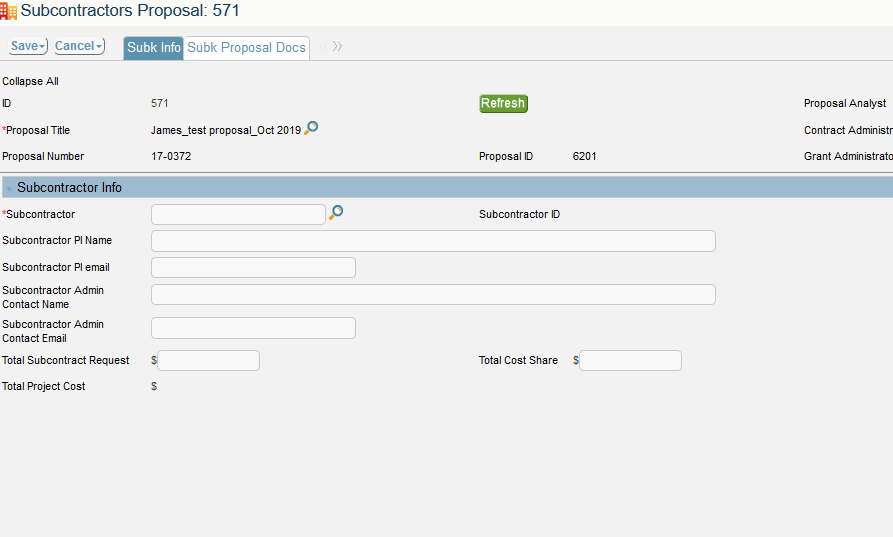 Subcontractors Proposal: 571
Save Cancel Subk Info Subk Proposal Docs
Collapse All
ID 571 Refresh Proposal Analyst
*Proposal Title James_test proposal_Oct 2019 Contract Administr
Proposal Number 17-0372 Proposal ID 6201 Grant Administrato
Subcontractor Info
*Subcontractor Subcontractor ID
Subcontractor PI Name
Subcontractor PI email
Subcontractor Admin
Contact Name
Subcontractor Admin
Contact Email
Total Subcontract Request $ Total Cost Share $
Total Project Cost $